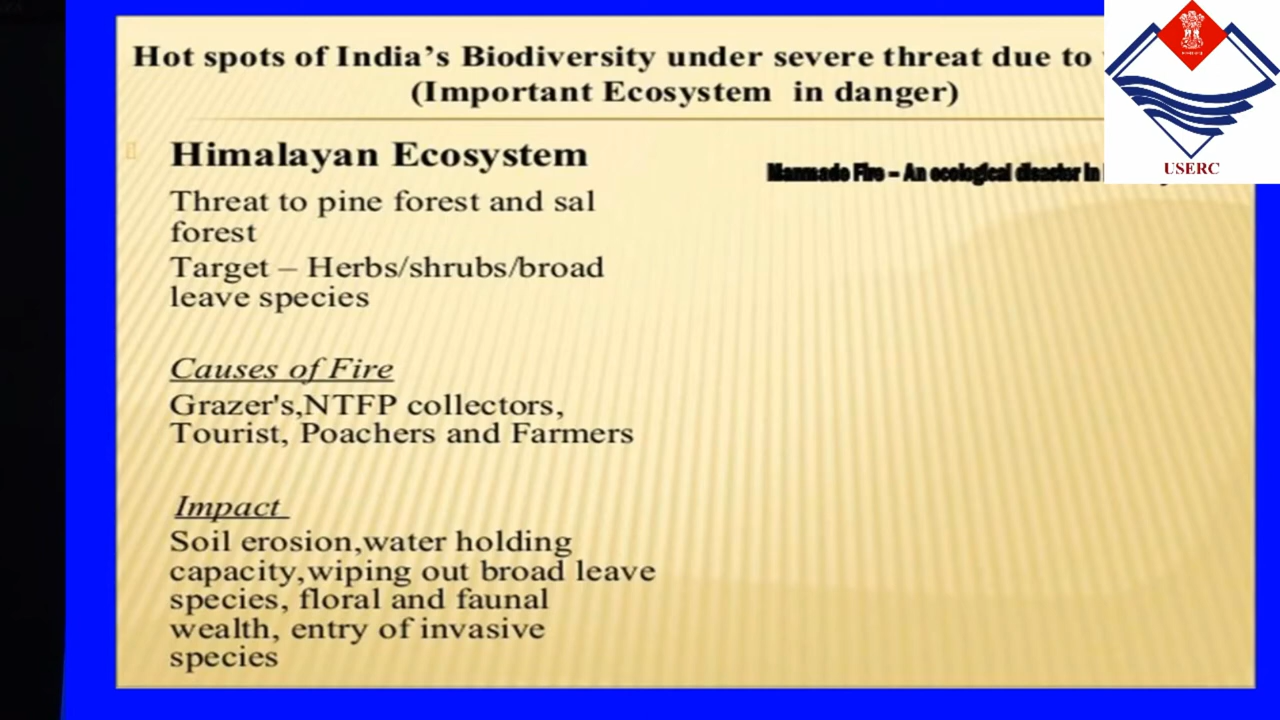 Hot spots of India's Biodiversity under severe threat due to
(Important Ecosystem in danger)
Himalayan Ecosystem
Threat to pine forest and sal
forest
Target – Herbs/shrubs/broad
leave species
Causes of Fire
Grazer's,NTFP collectors,
Tourist, Poachers and Farmers
Impact
Soil erosion,water holding
capacity,wiping out broad leave
species, floral and faunal
wealth, entry of invasive
species
Manmade Fire – An ecological disaster in
USERC